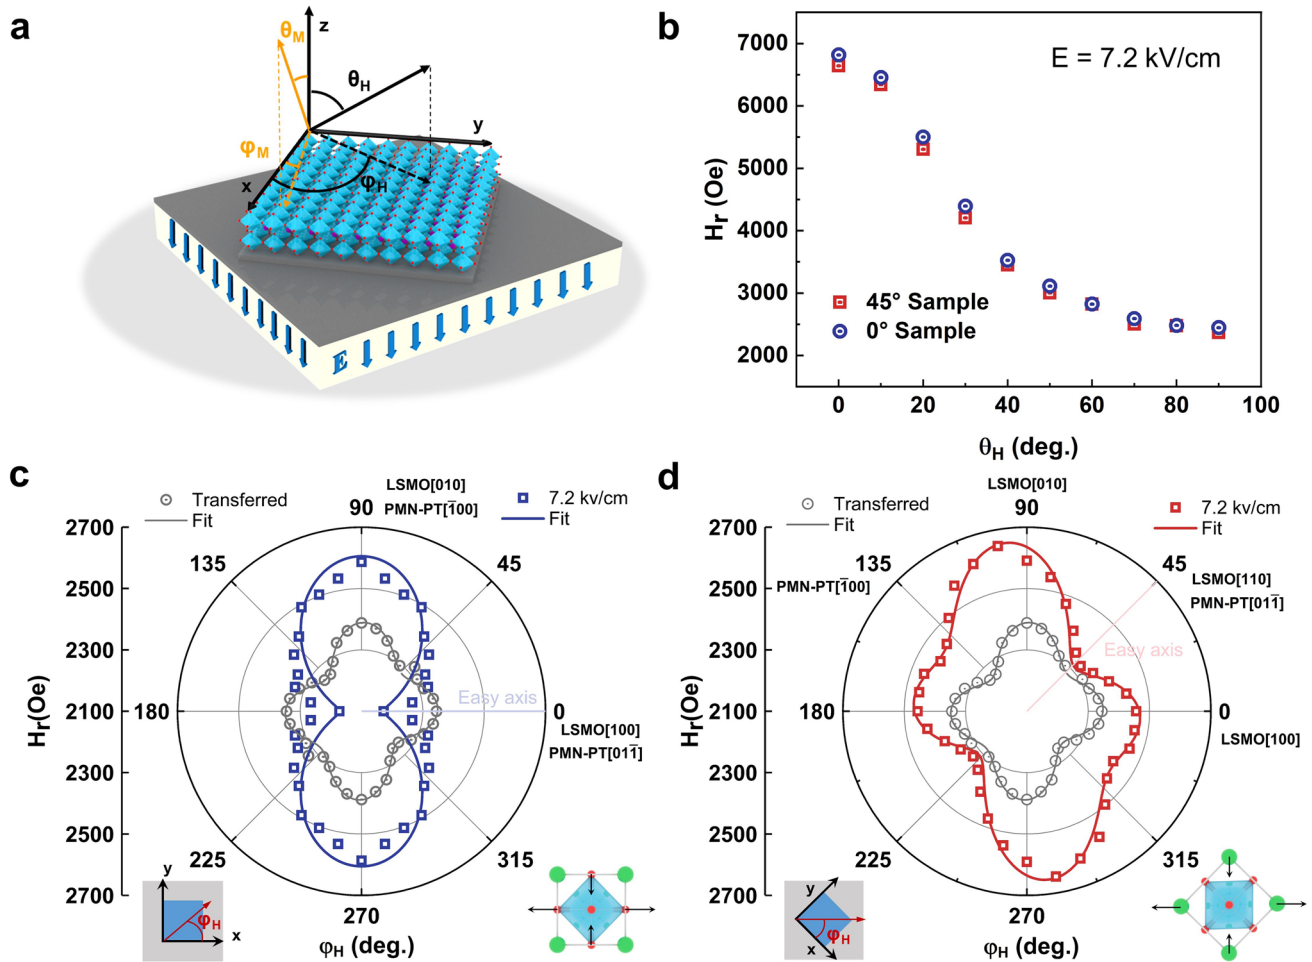 a
θM
z
θH
y
φM
x
φH
E
b
E = 7.2 kV/cm
7000
6000
5000
4000
3000
2000
Hr (Oe)
45° Sample
0° Sample
0
20
40
60
80
100
θH (deg.)
c
Transferred
Fit
LSMO[010]
PMN-PT[1̄00]
90
7.2 kv/cm
Fit
2700
2500
2300
2100
2300
2500
2700
Hr(Oe)
135
45
180
Easy axis
0
LSMO[100]
PMN-PT[011̄]
225
315
270
φH (deg.)
y
φH
x
d
Transferred
Fit
LSMO[010]
90
7.2 kv/cm
Fit
2700
2500
2300
2100
2300
2500
2700
Hr(Oe)
135
PMN-PT[1̄00]
45
LSMO[110]
PMN-PT[011̄]
Easy axis
180
0
LSMO[100]
225
315
270
φH (deg.)
y
φH
x